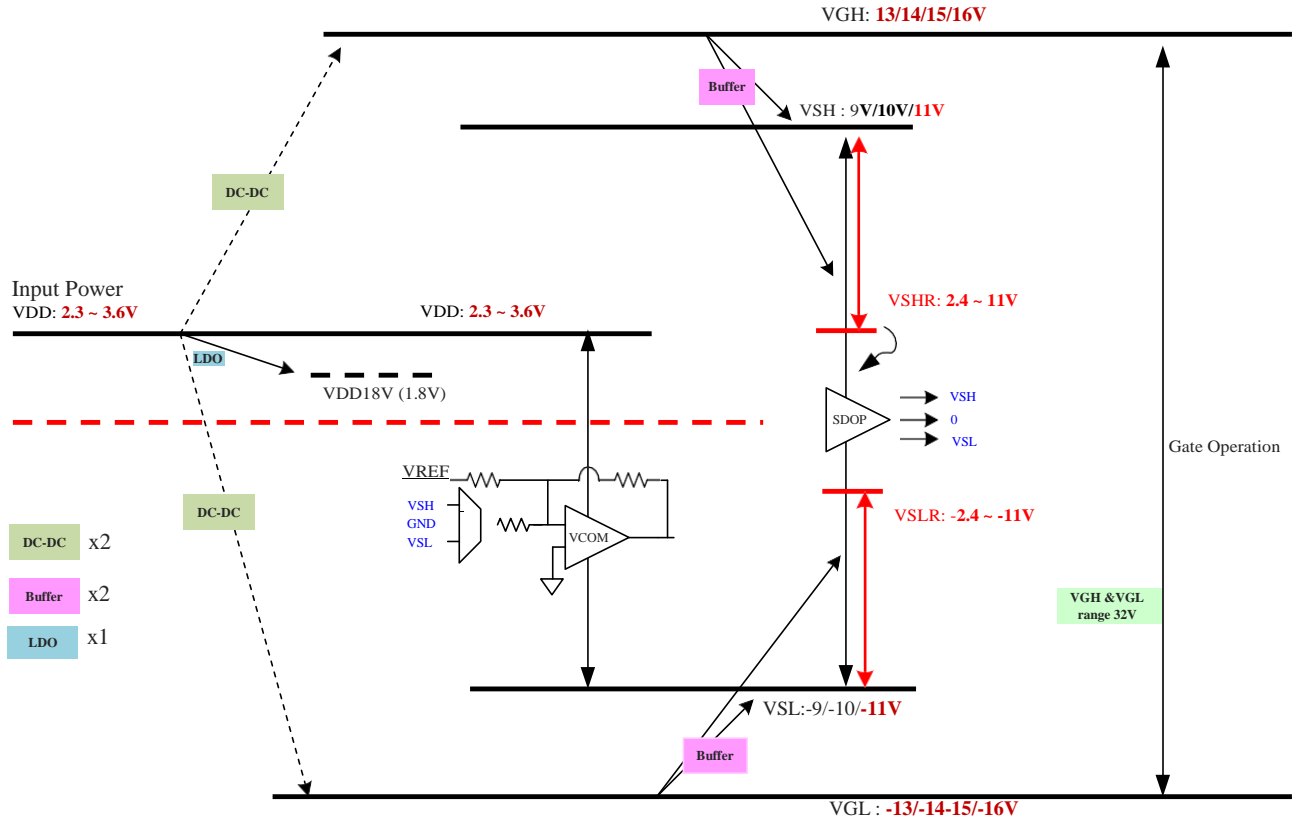 VGH: 13/14/15/16V
Buffer
VSH : 9V/10V/11V
DC-DC
Input Power
VDD: 2.3 ~ 3.6V
VDD: 2.3 ~ 3.6V
VSHR: 2.4 ~ 11V
LDO
VDD18V (1.8V)
VSH
SDOP
0
VSL
Gate Operation
VREF
VSH
GND
VSL
VCOM
DC-DC
VSLR: -2.4 ~ -11V
DC-DC x2
Buffer x2
LDO x1
VGH &VGL
range 32V
VSL:-9/-10/-11V
Buffer
VGL : -13/-14-15/-16V